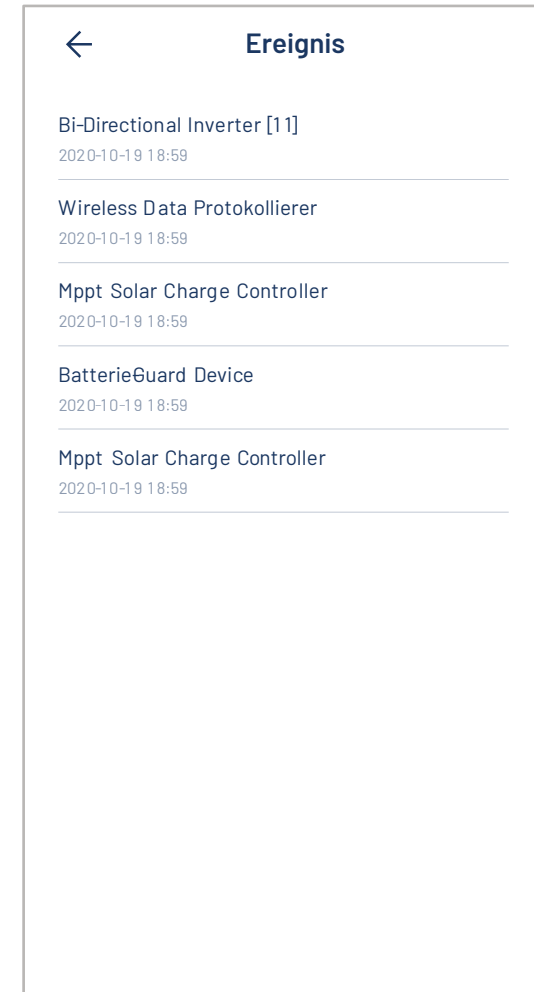 Ereignis
Bi-Directional Inverter [11]
2020-10-19 18:59
Wireless Data Protokollierer
2020-10-19 18:59
Mppt Solar Charge Controller
2020-10-19 18:59
BatterieGuard Device
2020-10-19 18:59
Mppt Solar Charge Controller
2020-10-19 18:59